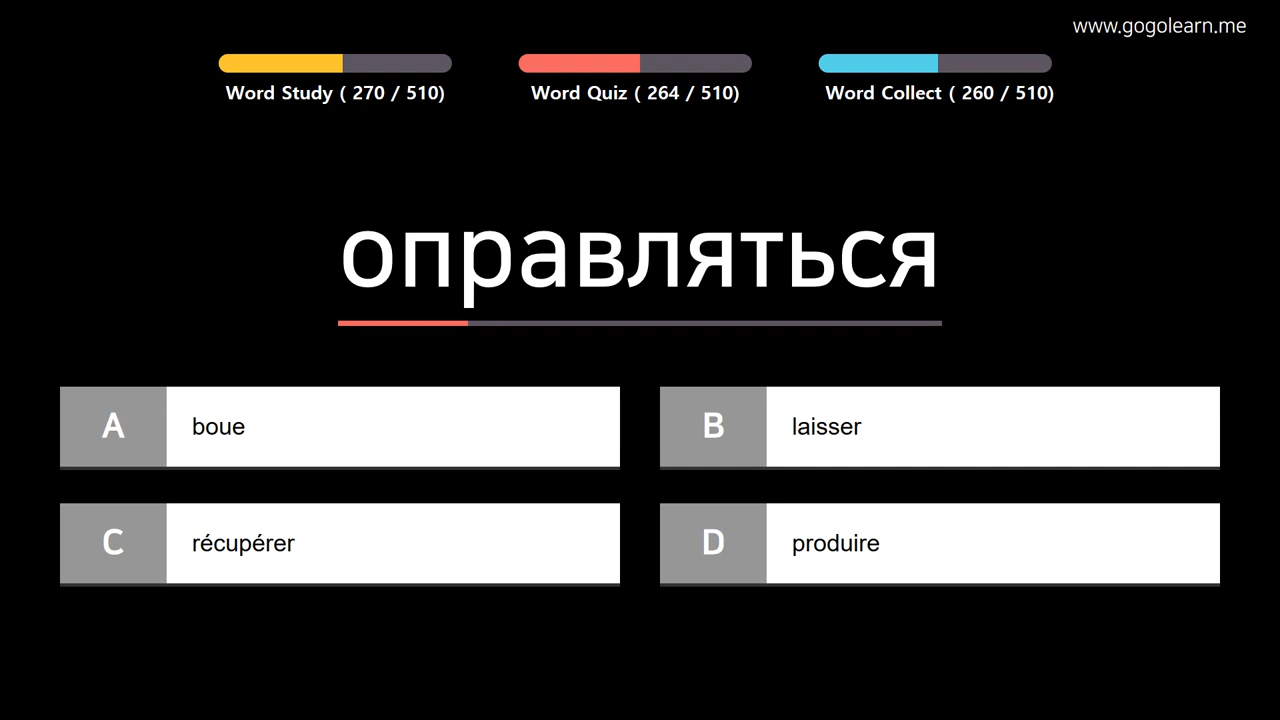 www.gogolearn.me
Word Study ( 270 / 510)
Word Quiz ( 264 / 510)
Word Collect ( 260 / 510)
оправляться
A boue
B laisser
C récupérer
D produire